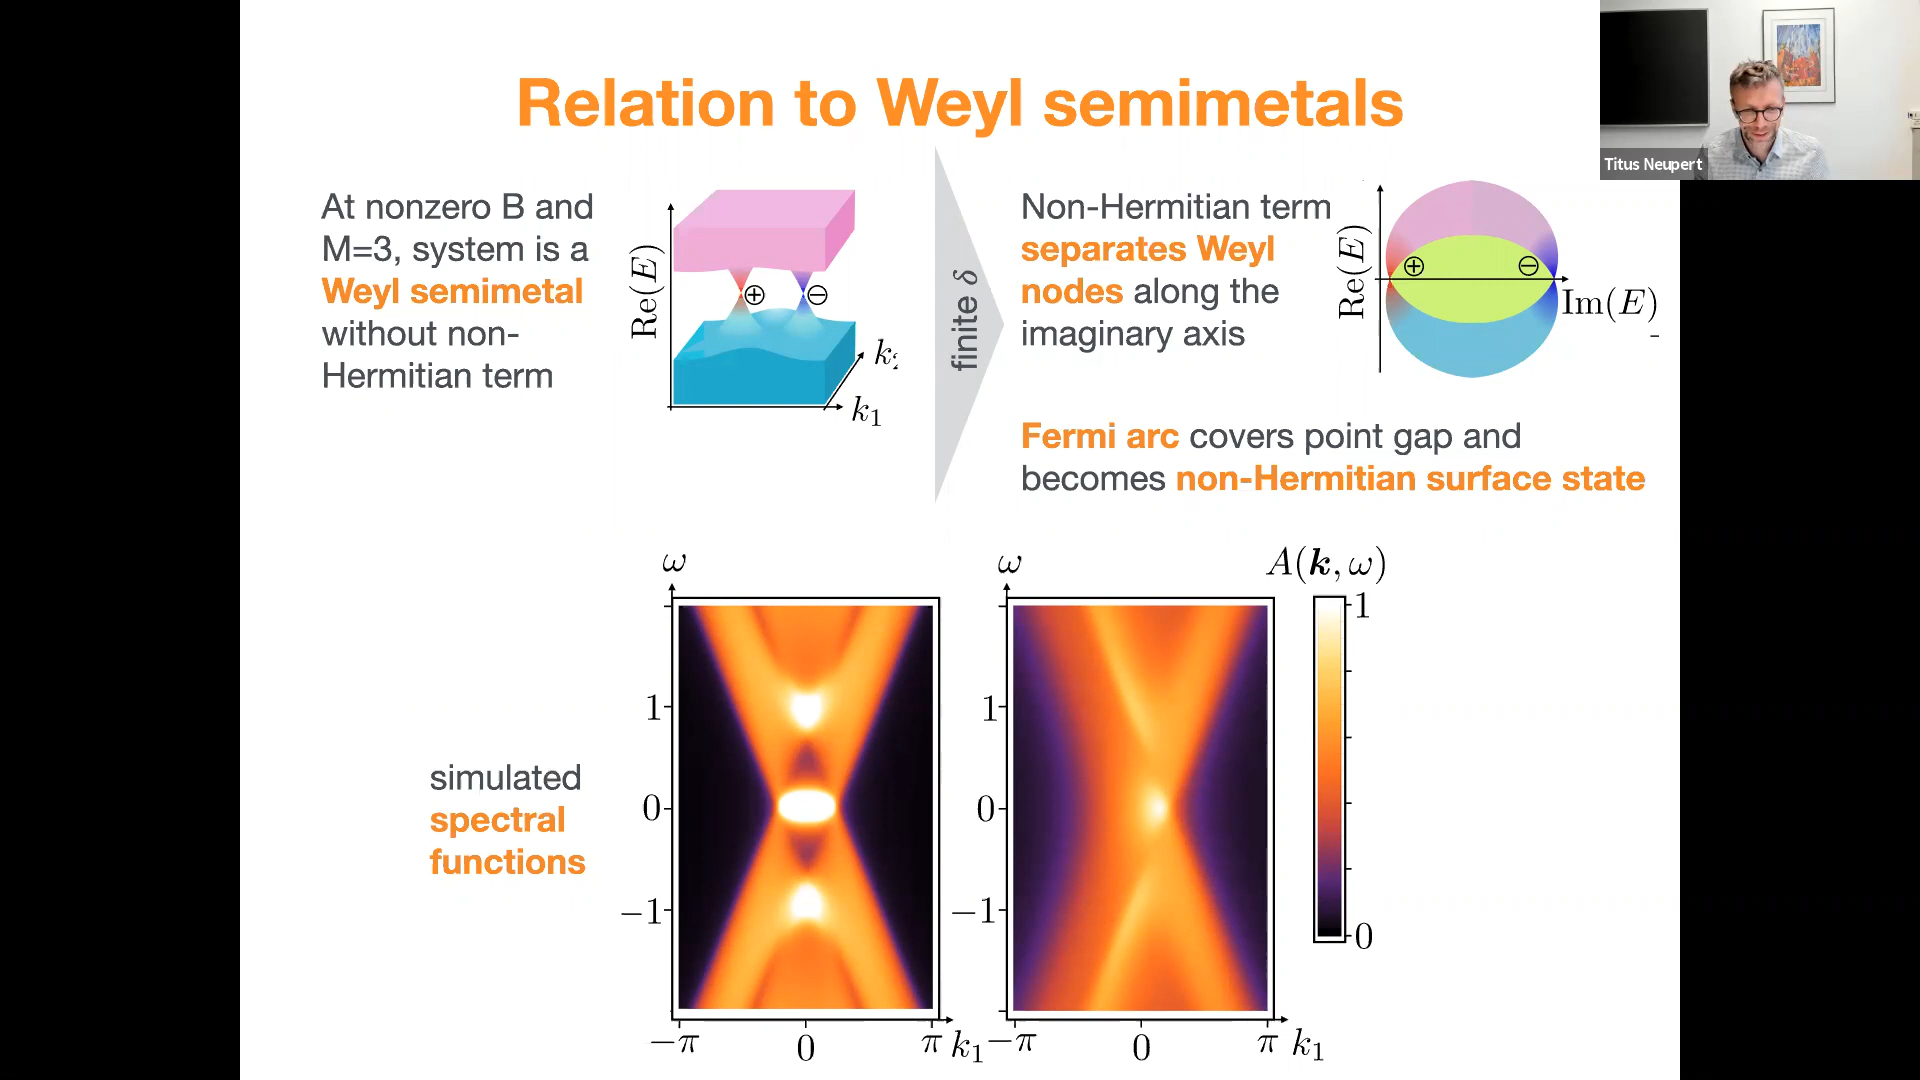 Relation to Weyl semimetals
Titus Neupert
At nonzero B and
M=3, system is a
Weyl semimetal
without non-
Hermitian term
Re(E)
⊕
⊖
k₁
finite δ
Non-Hermitian term
separates Weyl
nodes along the
imaginary axis
Re(E)
⊕
⊖
Im(E)
Fermi arc covers point gap and
becomes non-Hermitian surface state
simulated
spectral
functions
ω
1
0
−1
−π
0
π
k₁
ω
1
0
−1
−π
0
π
k₁
A(k, ω)
1
0